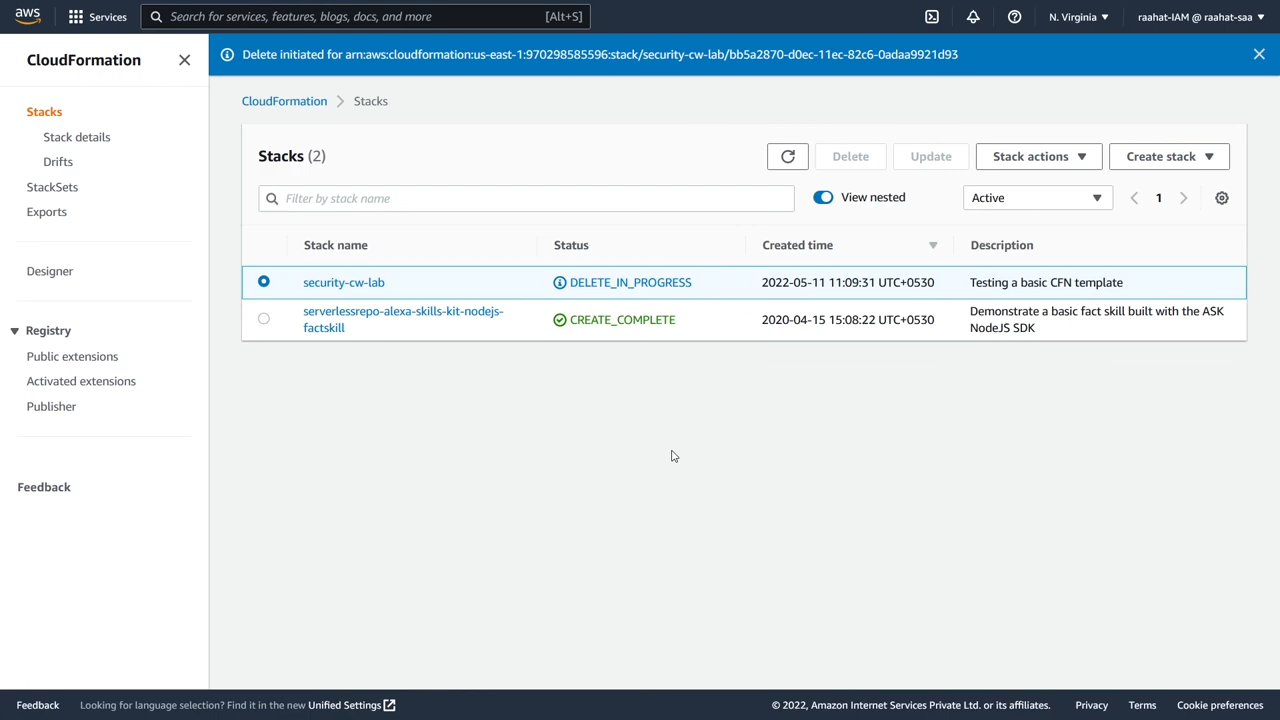 aws
Services
Search for services, features, blogs, docs, and more
[Alt+S]
N. Virginia
raahat-IAM @ raahat-saa
CloudFormation
Delete initiated for arn:aws:cloudformation:us-east-1:970298585596:stack/security-cw-lab/bb5a2870-d0ec-11ec-82c6-0adaa9921d93
Stacks
Stack details
Drifts
StackSets
Exports
Designer
Registry
Public extensions
Activated extensions
Publisher
Feedback
CloudFormation
Stacks
Stacks (2)
Delete
Update
Stack actions
Create stack
Filter by stack name
View nested
Active
1
Stack name
Status
Created time
Description
security-cw-lab
DELETE_IN_PROGRESS
2022-05-11 11:09:31 UTC+0530
Testing a basic CFN template
serverlessrepo-alexa-skills-kit-nodejs-
factskill
CREATE_COMPLETE
2020-04-15 15:08:22 UTC+0530
Demonstrate a basic fact skill built with the ASK
NodeJS SDK
Feedback
Looking for language selection? Find it in the new Unified Settings
© 2022, Amazon Internet Services Private Ltd. or its affiliates.
Privacy
Terms
Cookie preferences